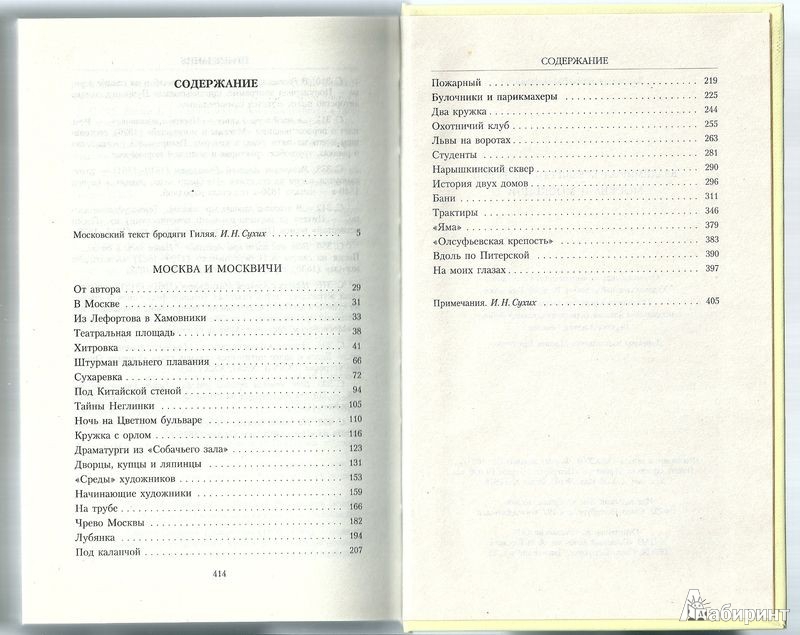 СОДЕРЖАНИЕ
Московский текст бродяги Гиляя. И. Н. Сухих 5
МОСКВА И МОСКВИЧИ
От автора 29
В Москве 31
Из Лефортова в Хамовники 33
Театральная площадь 38
Хитровка 41
Штурман дальнего плавания 66
Сухаревка 72
Под Китайской стеной 94
Тайны Неглинки 105
Ночь на Цветном бульваре 110
Кружка с орлом 116
Драматурги из «Собачьего зала» 123
Дворцы, купцы и ляпинцы 131
«Среды» художников 153
Начинающие художники 159
На трубе 166
Чрево Москвы 182
Лубянка 194
Под каланчой 207
414
СОДЕРЖАНИЕ
Пожарный 219
Булочники и парикмахеры 225
Два кружка 244
Охотничий клуб 255
Львы на воротах 263
Студенты 281
Нарышкинский сквер 290
История двух домов 296
Бани 311
Трактиры 346
«Яма» 379
«Олсуфьевская крепость» 383
Вдоль по Питерской 390
На моих глазах 397
Примечания. И. Н. Сухих 405
Лабиринт